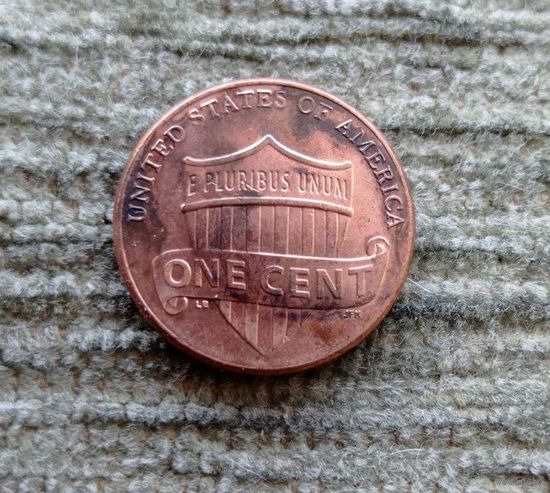 UNITED STATES OF AMERICA
E PLURIBUS UNUM
ONE CENT
LB
JFM